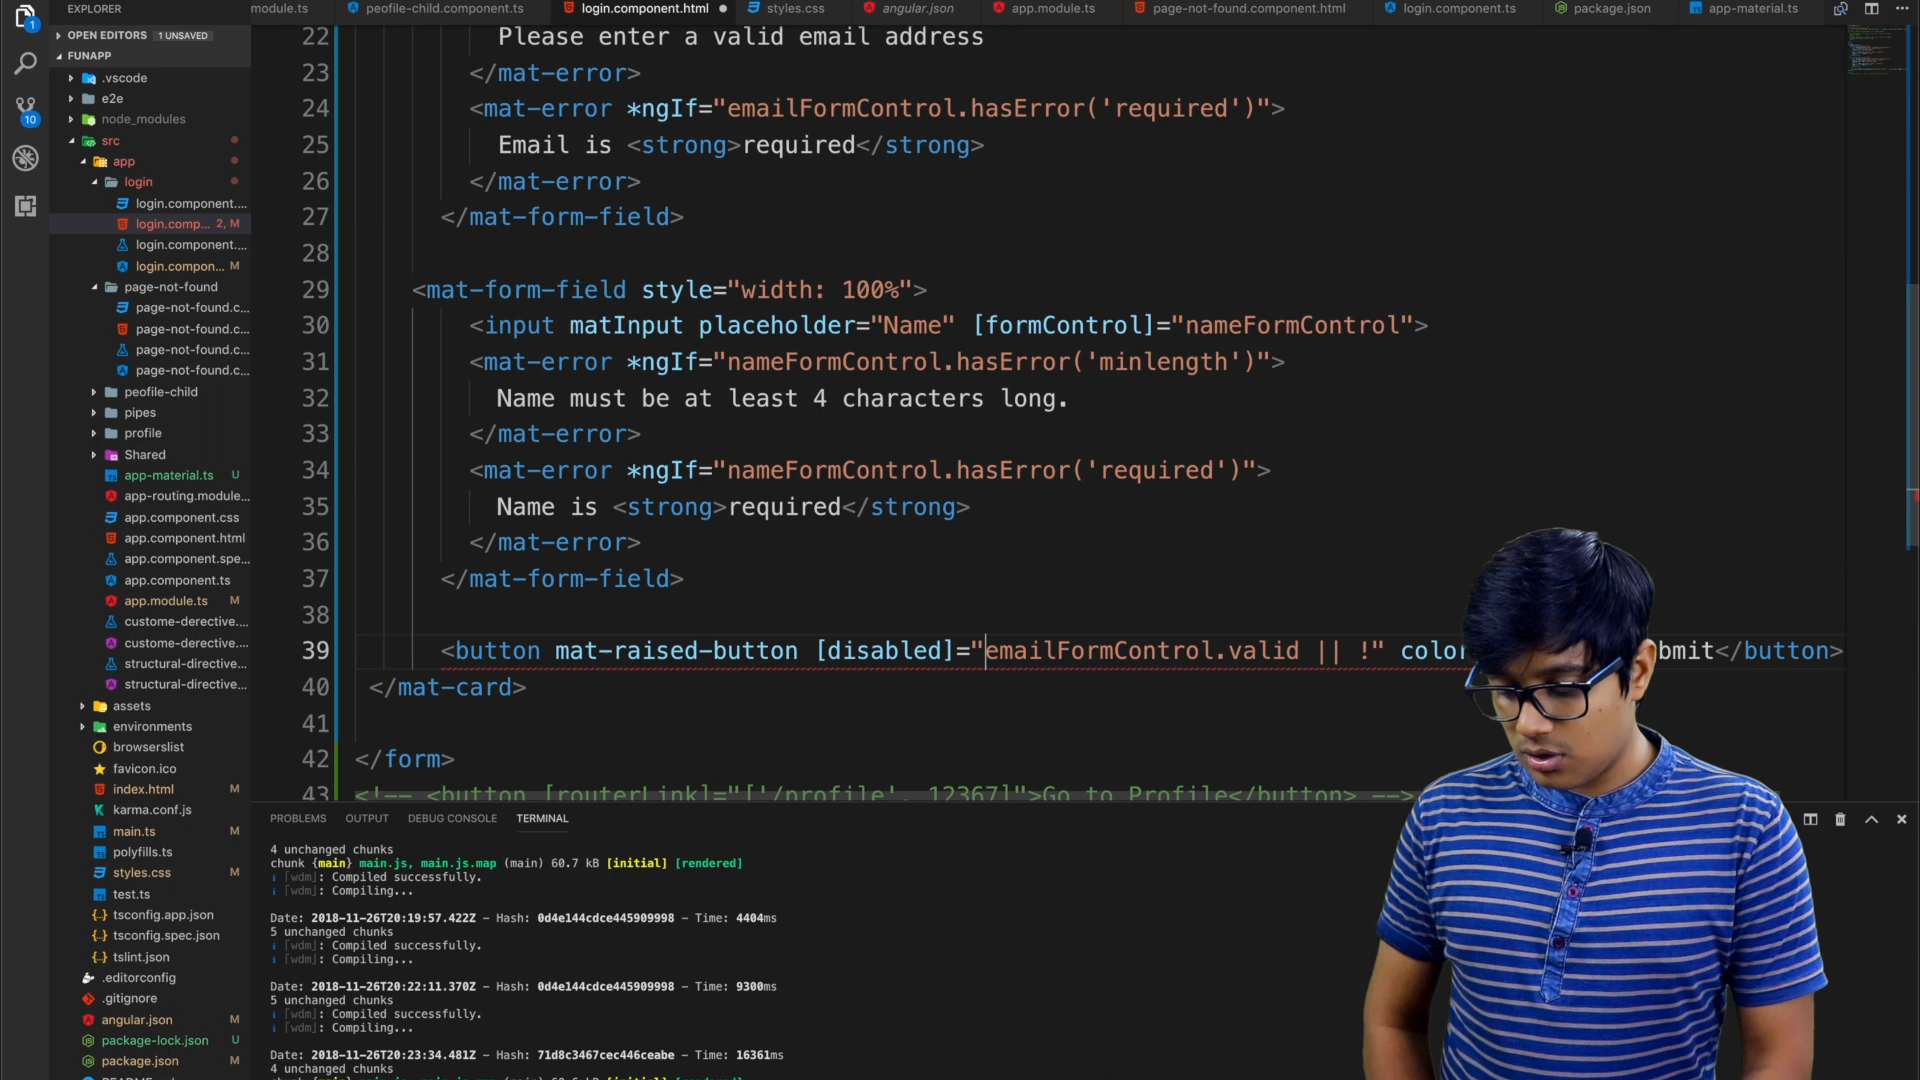 module.ts
peofile-child.component.ts
login.component.html
styles.css
angular.json
app.module.ts
page-not-found.component.html
login.component.ts
package.json
app-material.ts
EXPLORER
OPEN EDITORS 1 UNSAVED
FUNAPP
.vscode
e2e
node_modules
src
app
login
login.component....
login.comp... 2, M
login.component....
login.compon... M
page-not-found
page-not-found.c...
page-not-found.c...
page-not-found.c...
page-not-found.c...
peofile-child
pipes
profile
Shared
app-material.ts U
app-routing.module...
app.component.css
app.component.html
app.component.spe...
app.component.ts
app.module.ts M
custome-derective....
custome-derective....
structural-directive...
structural-directive...
assets
environments
browserslist
favicon.ico
index.html M
karma.conf.js
main.ts M
polyfills.ts
styles.css M
test.ts
tsconfig.app.json
tsconfig.spec.json
tslint.json
.editorconfig
.gitignore
angular.json M
package-lock.json U
package.json M
1
10
22 Please enter a valid email address
23 </mat-error>
24 <mat-error *ngIf="emailFormControl.hasError('required')">
25 Email is <strong>required</strong>
26 </mat-error>
27 </mat-form-field>
28
29 <mat-form-field style="width: 100%">
30 <input matInput placeholder="Name" [formControl]="nameFormControl">
31 <mat-error *ngIf="nameFormControl.hasError('minlength')">
32 Name must be at least 4 characters long.
33 </mat-error>
34 <mat-error *ngIf="nameFormControl.hasError('required')">
35 Name is <strong>required</strong>
36 </mat-error>
37 </mat-form-field>
38
39 <button mat-raised-button [disabled]="emailFormControl.valid || !" color bmit</button>
40 </mat-card>
41
42 </form>
43 <!-- <button [routerLink]="['/profile', 12367]">Go to Profile</button> -->
PROBLEMS OUTPUT DEBUG CONSOLE TERMINAL
4 unchanged chunks
chunk {main} main.js, main.js.map (main) 60.7 kB [initial] [rendered]
i ｢wdm｣: Compiled successfully.
i ｢wdm｣: Compiling...
Date: 2018-11-26T20:19:57.422Z - Hash: 0d4e144cdce445909998 - Time: 4404ms
5 unchanged chunks
i ｢wdm｣: Compiled successfully.
i ｢wdm｣: Compiling...
Date: 2018-11-26T20:22:11.370Z - Hash: 0d4e144cdce445909998 - Time: 9300ms
5 unchanged chunks
i ｢wdm｣: Compiled successfully.
i ｢wdm｣: Compiling...
Date: 2018-11-26T20:23:34.481Z - Hash: 71d8c3467cec446ceabe - Time: 16361ms
4 unchanged chunks